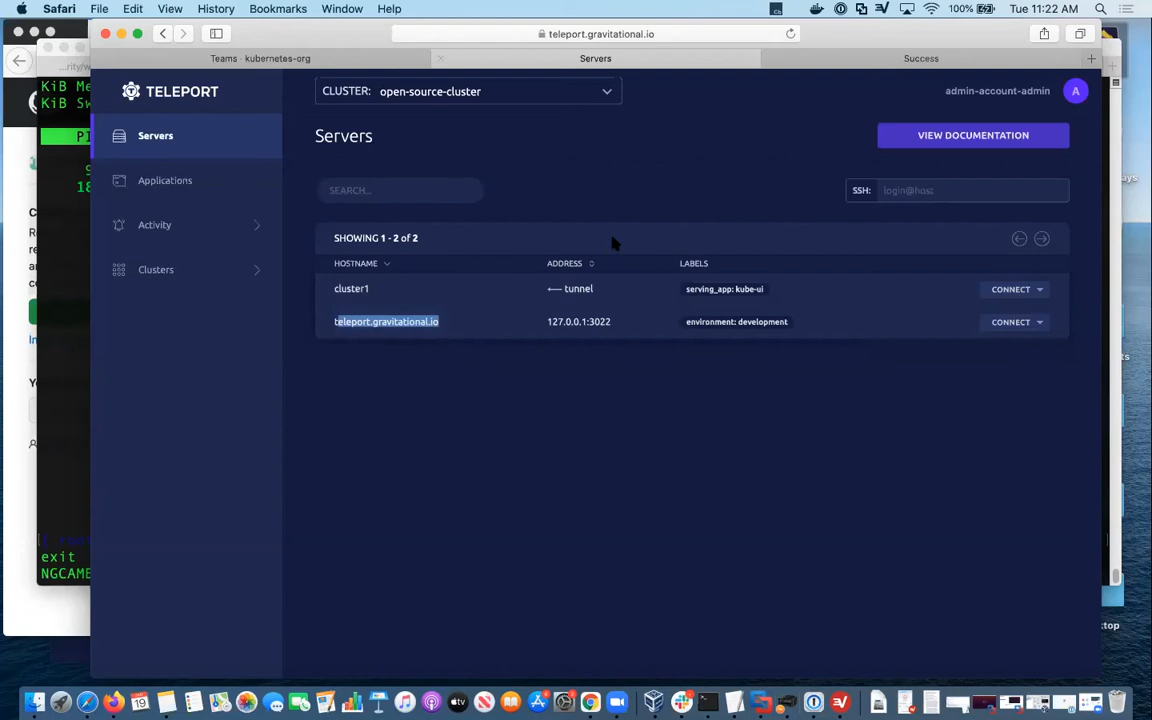 Safari File Edit View History Bookmarks Window Help 100% Tue 11:22 AM
teleport.gravitational.io
Teams · kubernetes-org Servers Success
TELEPORT
CLUSTER: open-source-cluster
admin-account-admin A
Servers
Applications
Activity
Clusters
Servers
VIEW DOCUMENTATION
SEARCH...
SSH: login@host
SHOWING 1 - 2 of 2
HOSTNAME ADDRESS LABELS
cluster1 ⟵ tunnel serving_app: kube-ui CONNECT
teleport.gravitational.io 127.0.0.1:3022 environment: development CONNECT
KiB Me
KiB Sw
PI
9
18
exit
NGCAME